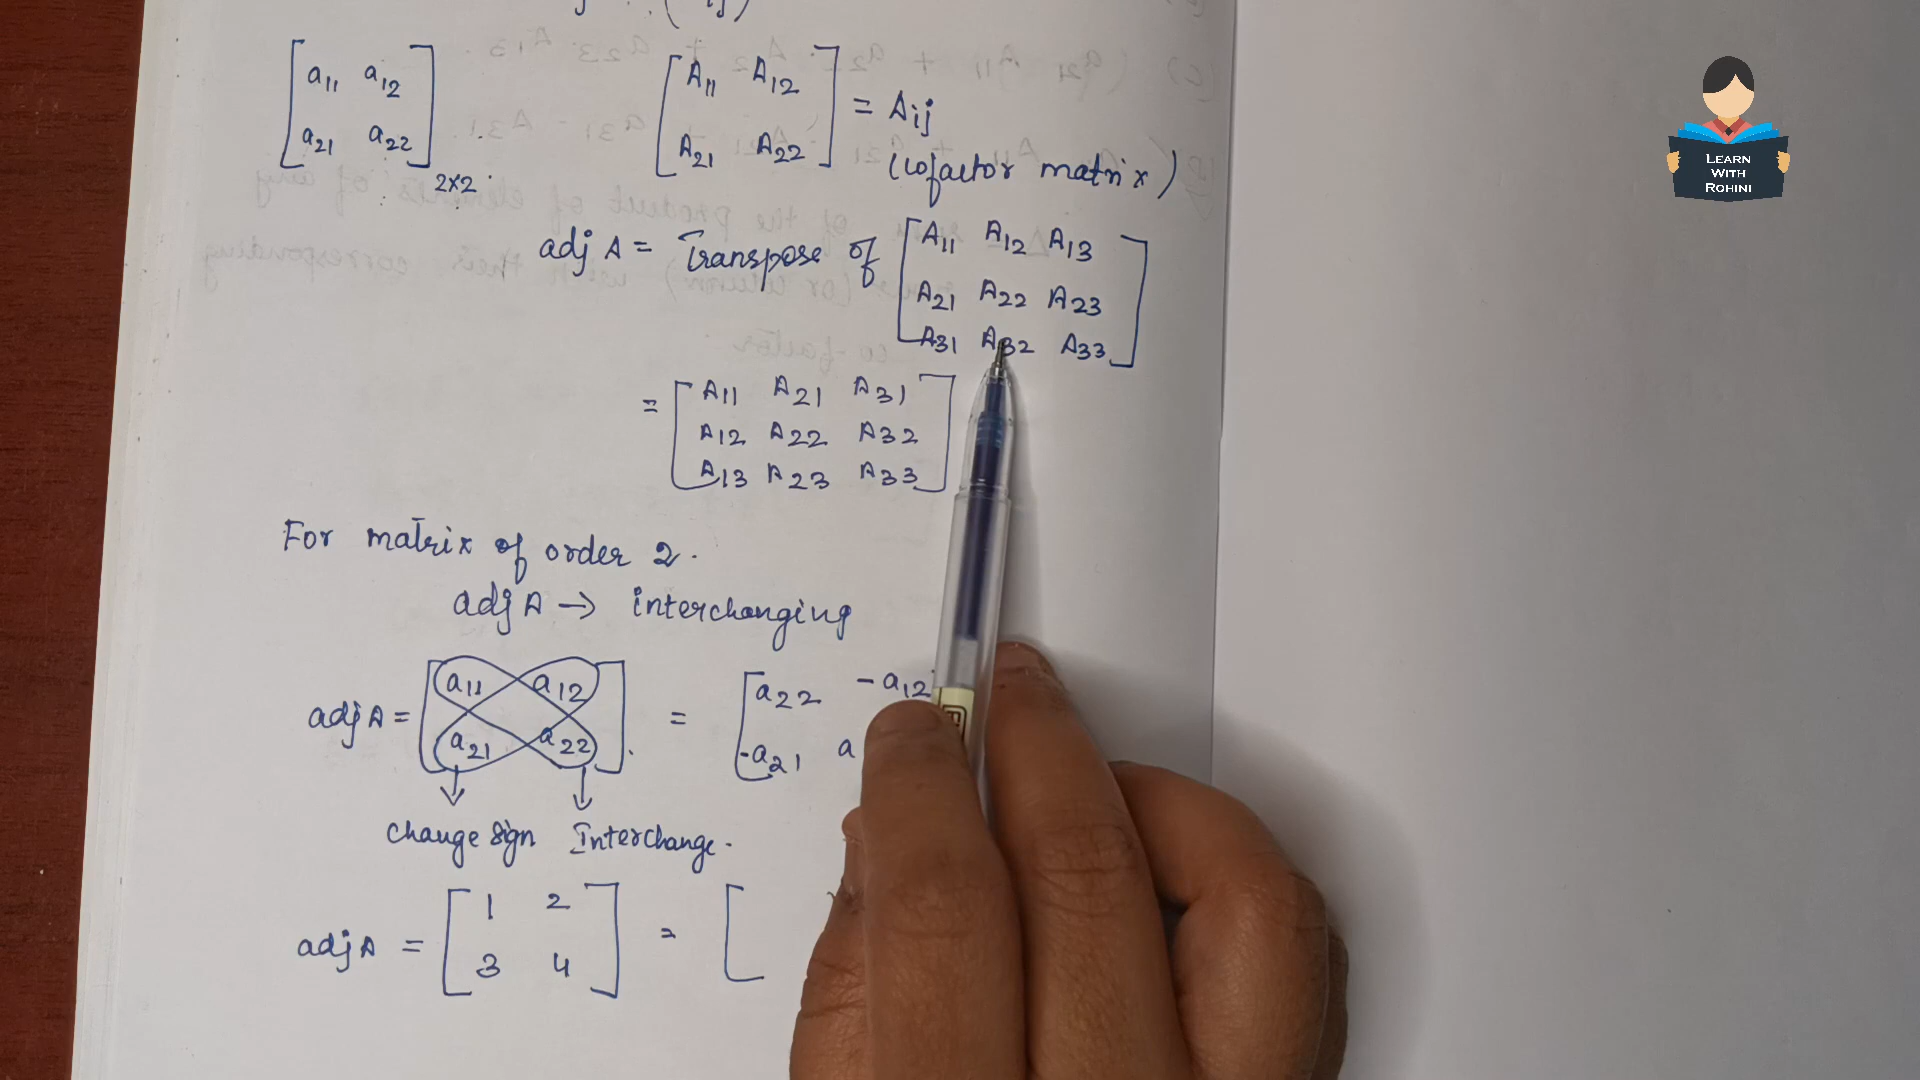 [a11 a12
a21 a22] 2x2
[A11 A12
A21 A22] = Aij
(cofactor matrix)
adj A = Transpose of [A11 A12 A13
A21 A22 A23
A31 A32 A33]
= [A11 A21 A31
A12 A22 A32
A13 A23 A33]
For matrix of order 2.
adj A → interchanging
adj A = [a11 a12
a21 a22] = [a22 -a12
-a21 a
change sign Interchange.
adj A = [1 2
3 4] = [
LEARN
WITH
ROHINI